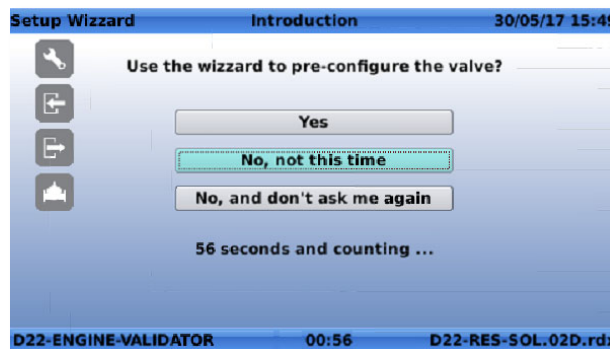 Setup Wizzard Introduction 30/05/17 15:49
Use the wizzard to pre-configure the valve?
Yes
No, not this time
No, and don't ask me again
56 seconds and counting ...
D22-ENGINE-VALIDATOR 00:56 D22-RES-SOL.02D.rd